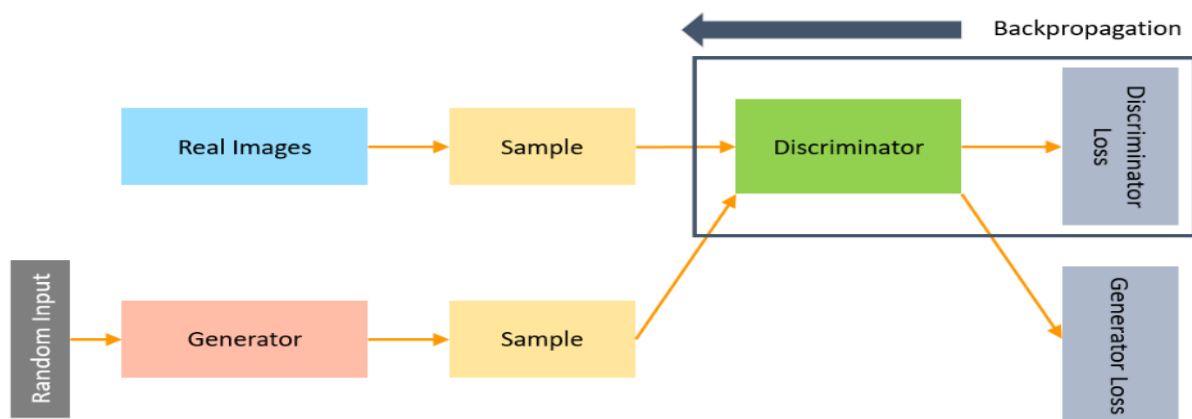 Backpropagation
Real Images
Sample
Discriminator
Discriminator
Loss
Random Input
Generator
Sample
Generator Loss